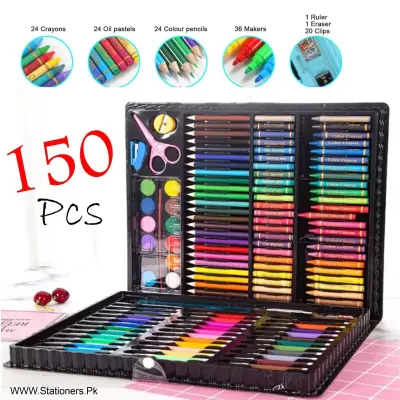 24 Crayons
24 Oil pastels
24 Colour pencils
36 Makers
1 Ruler
1 Eraser
20 Clips
150
PCS
www.Stationers.Pk